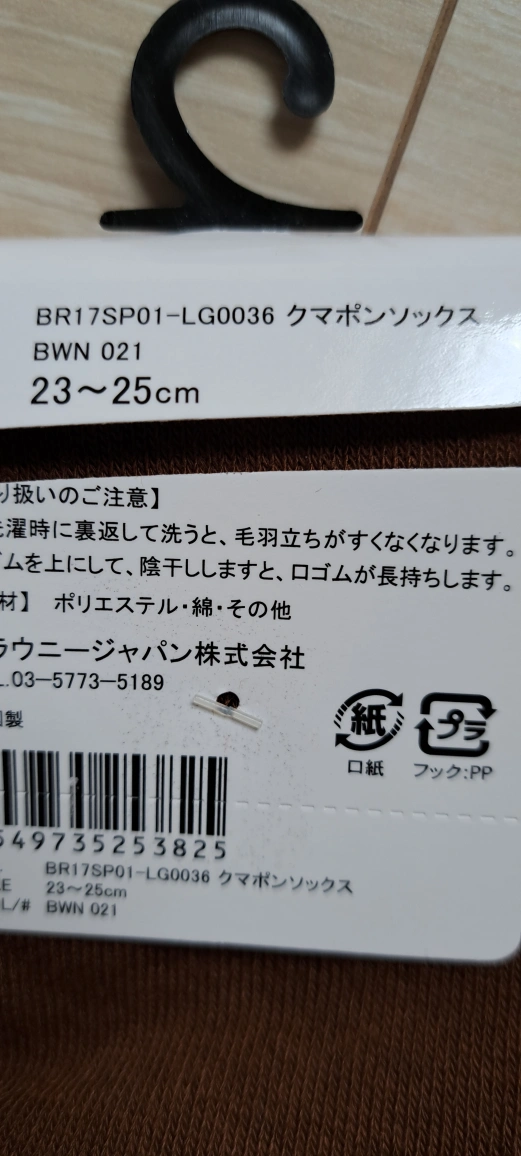 BR17SP01-LG0036 クマポンソックス
BWN 021
23～25cm
り扱いのご注意】
洗濯時に裏返して洗うと、毛羽立ちがすくなくなります。
ゴムを上にして、陰干ししますと、口ゴムが長持ちします。
材】 ポリエステル・綿・その他
ラウニージャパン株式会社
L.03-5773-5189
製
紙
プラ
口紙
フック:PP
549735253825
BR17SP01-LG0036 クマポンソックス
E 23～25cm
L/# BWN 021